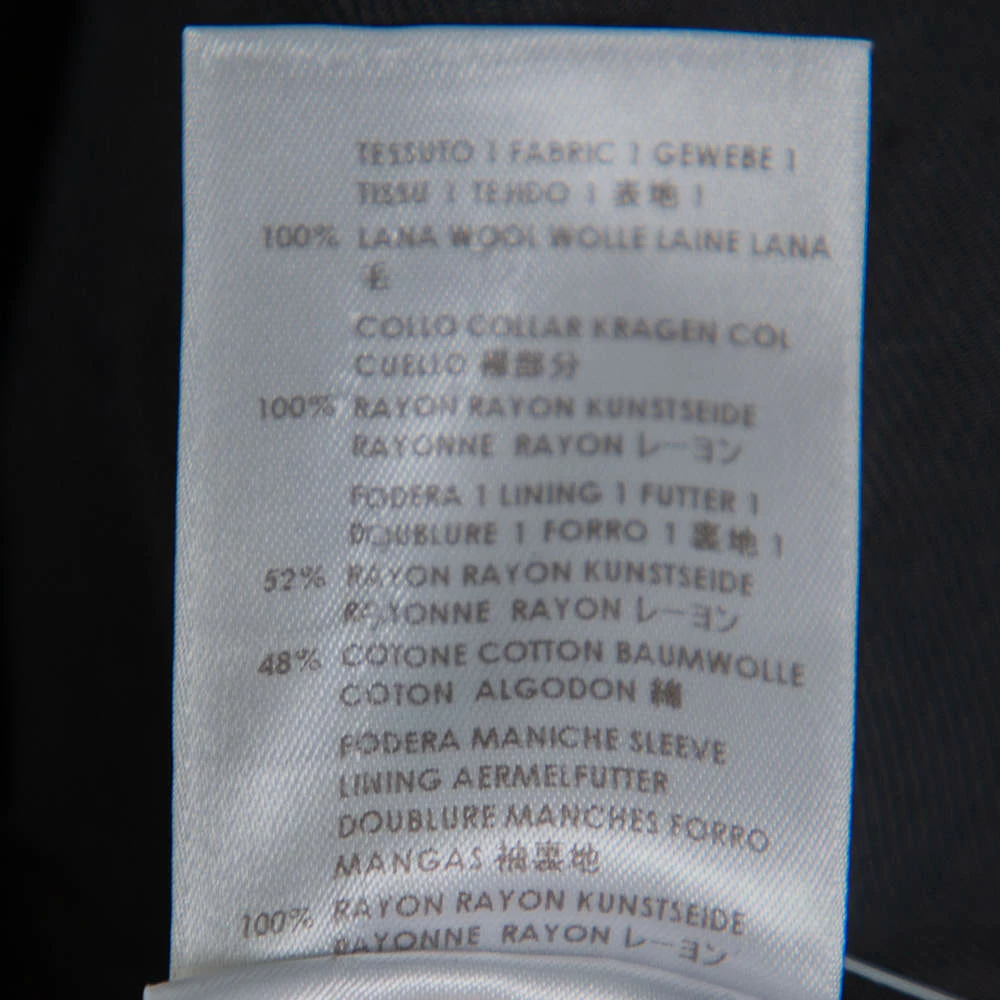 TESSUTO 1 FABRIC 1 GEWEBE 1
TISSU 1 TEJIDO 1 表地 1
100% LANA WOOL WOLLE LAINE LANA
毛
COLLO COLLAR KRAGEN COL
CUELLO 襟部分
100% RAYON RAYON KUNSTSEIDE
RAYONNE RAYON レーヨン
FODERA 1 LINING 1 FUTTER 1
DOUBLURE 1 FORRO 1 裏地 1
52% RAYON RAYON KUNSTSEIDE
RAYONNE RAYON レーヨン
48% COTONE COTTON BAUMWOLLE
COTON ALGODON 綿
FODERA MANICHE SLEEVE
LINING AERMELFUTTER
DOUBLURE MANCHES FORRO
MANGAS 袖裏地
100% RAYON RAYON KUNSTSEIDE
RAYONNE RAYON レーヨン